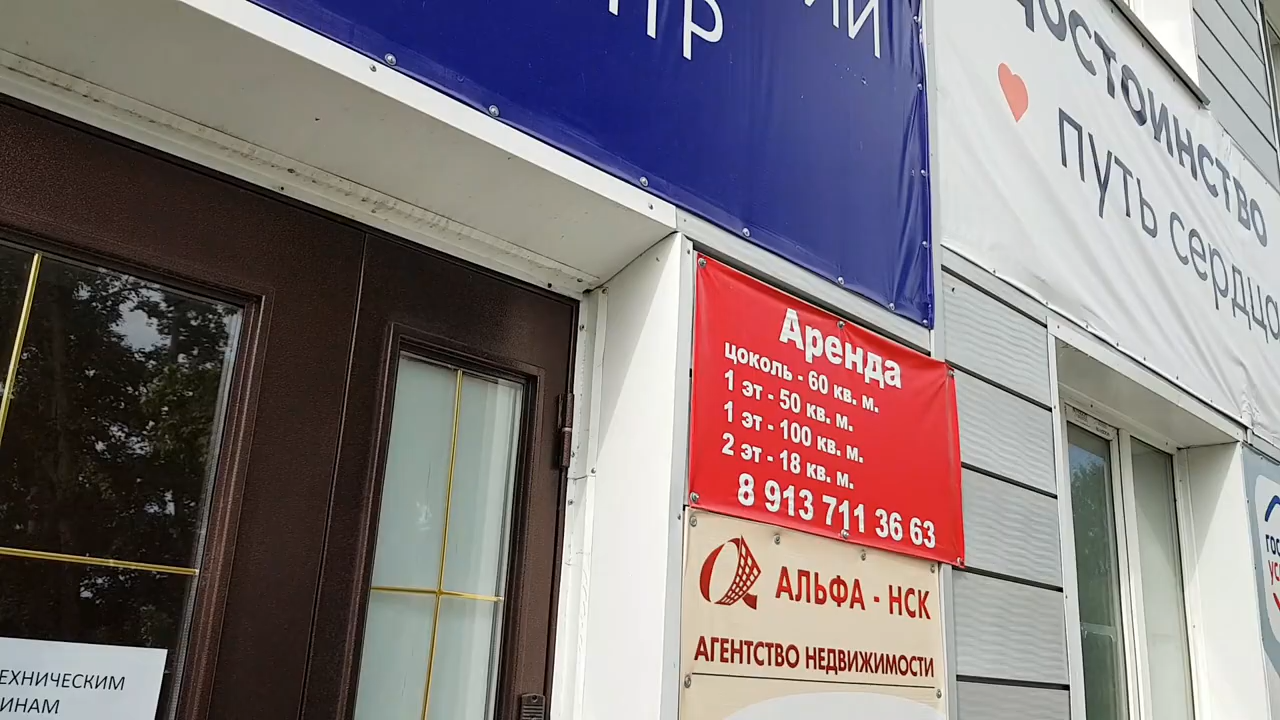 достоинство
путь сердца
Аренда
цоколь - 60 кв. м.
1 эт - 50 кв. м.
1 эт - 100 кв. м.
2 эт - 18 кв. м.
8 913 711 36 63
АЛЬФА - НСК
АГЕНТСТВО НЕДВИЖИМОСТИ